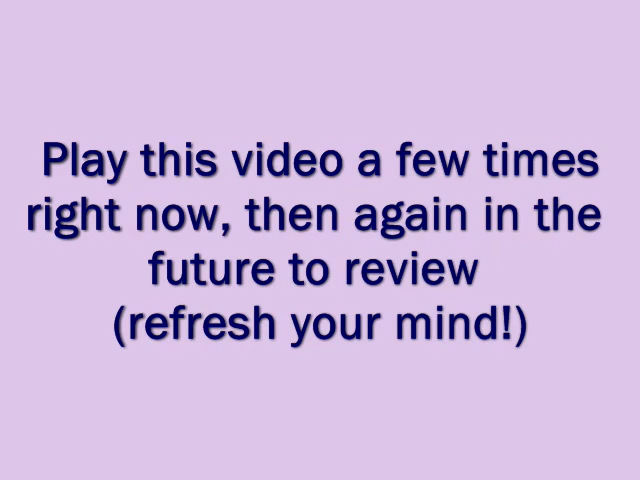 Play this video a few times
right now, then again in the
future to review
(refresh your mind!)